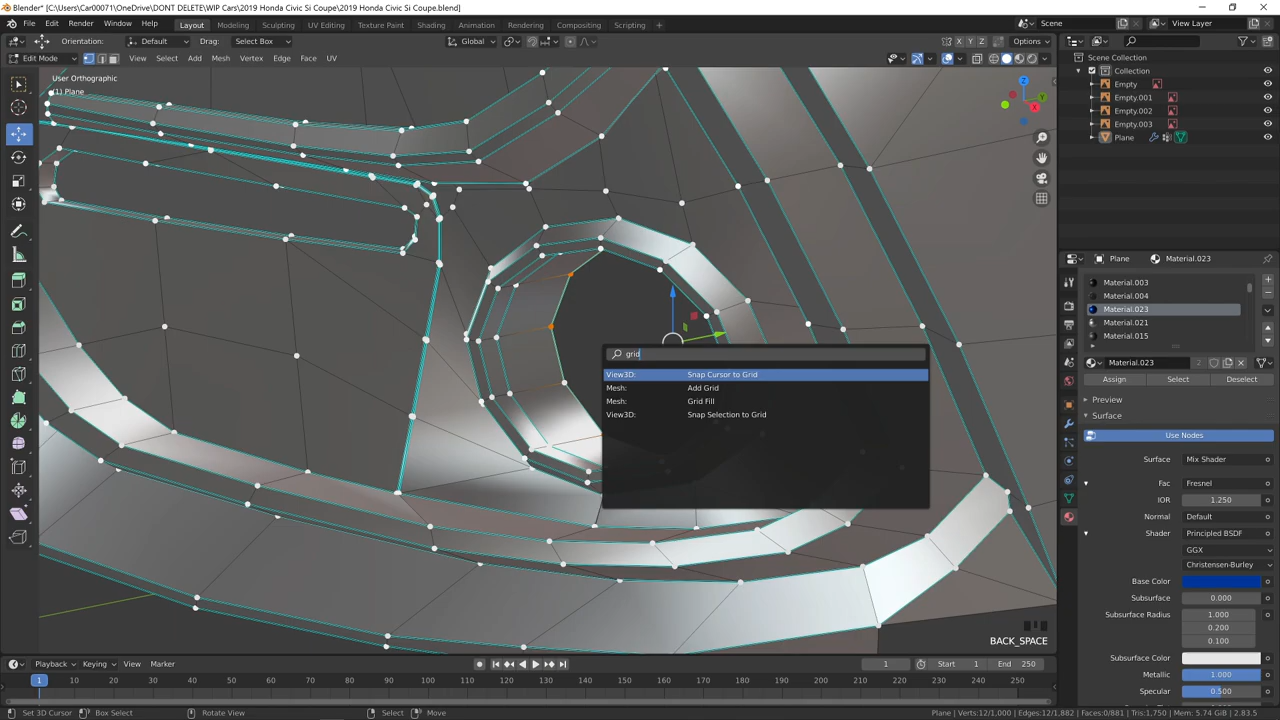 Blender* [C:\Users\Car00071\OneDrive\DONT DELETE\WIP Cars\2019 Honda Civic Si Coupe\2019 Honda Civic Si Coupe.blend]
File Edit Render Window Help Layout Modeling Sculpting UV Editing Texture Paint Shading Animation Rendering Compositing Scripting Scene View Layer
Orientation: Default Drag: Select Box Global X Y Z Options
Edit Mode View Select Add Mesh Vertex Edge Face UV
User Orthographic
(1) Plane
Scene Collection
Collection
Empty
Empty.001
Empty.002
Empty.003
Plane
Z
Y
grid
View3D: Snap Cursor to Grid
Mesh: Add Grid
Mesh: Grid Fill
View3D: Snap Selection to Grid
BACK_SPACE
Plane Material.023
Material.003
Material.004
Material.023
Material.021
Material.015
Material.023 2
Assign Select Deselect
Preview
Surface
Use Nodes
Surface Mix Shader
Fac Fresnel
IOR 1.250
Normal Default
Shader Principled BSDF
GGX
Christensen-Burley
Base Color
Subsurface 0.000
Subsurface Radius 1.000
0.200
0.100
Subsurface Color
Metallic 1.000
Specular 0.500
Playback Keying View Marker 1 Start 1 End 250
1 10 20 30 40 50 60 70 80 90 100 110 120 130 140 150 160 170 180 190 200 210 220 230 240 250
Set 3D Cursor Box Select Rotate View Select Move Plane | Verts:12/1,000 | Edges:12/1,882 | Faces:0/881 | Tris:1,750 | Mem: 5.74 GiB | 2.83.5